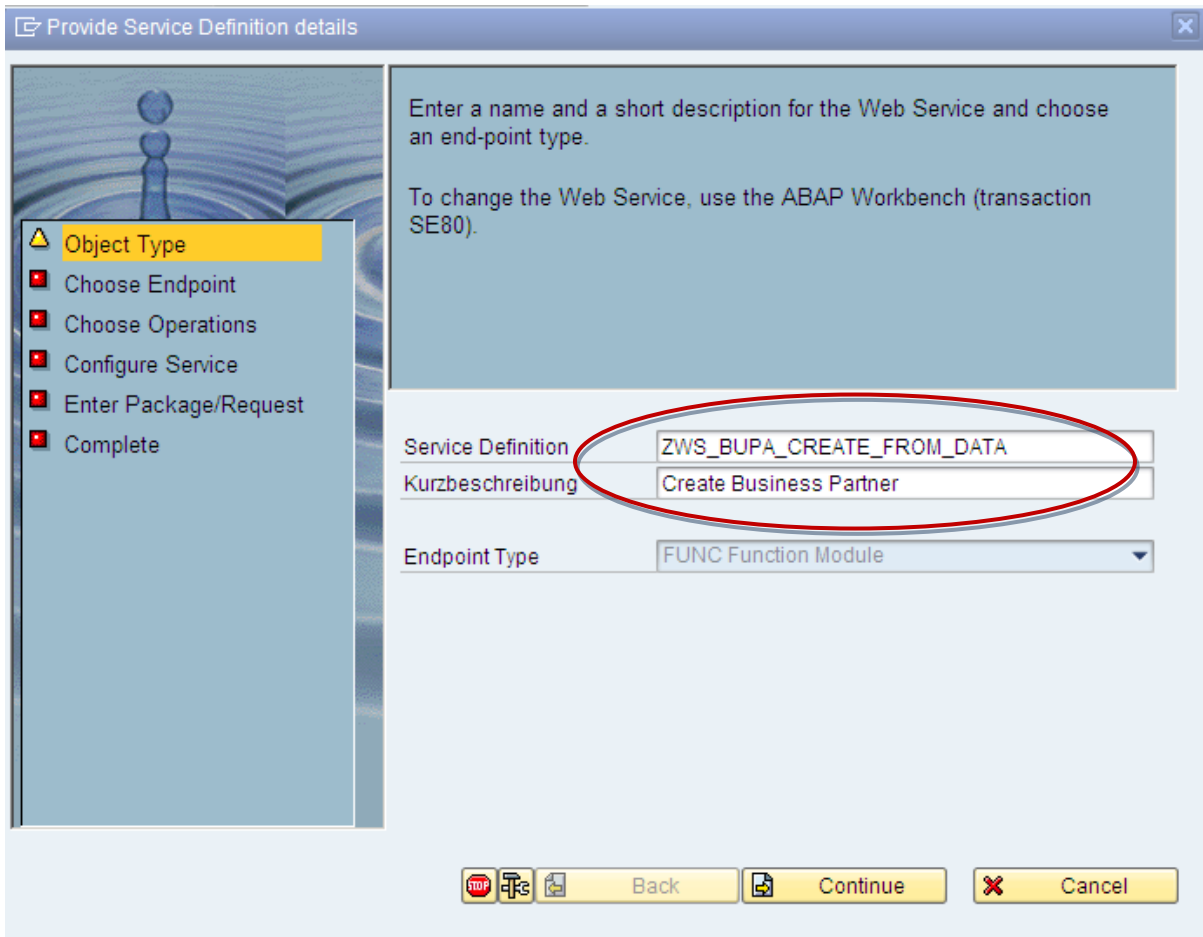 Provide Service Definition details
Enter a name and a short description for the Web Service and choose
an end-point type.
To change the Web Service, use the ABAP Workbench (transaction
SE80).
Object Type
Choose Endpoint
Choose Operations
Configure Service
Enter Package/Request
Complete
Service Definition ZWS_BUPA_CREATE_FROM_DATA
Kurzbeschreibung Create Business Partner
Endpoint Type FUNC Function Module
STOP Back Continue Cancel